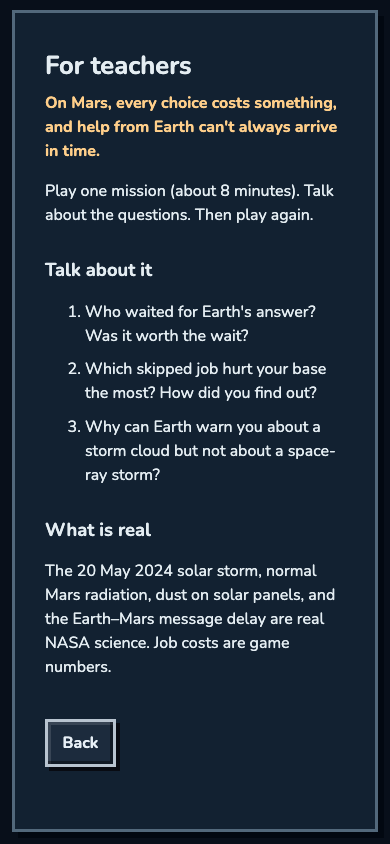 For teachers
On Mars, every choice costs something,
and help from Earth can't always arrive
in time.
Play one mission (about 8 minutes). Talk
about the questions. Then play again.
Talk about it
1. Who waited for Earth's answer?
Was it worth the wait?
2. Which skipped job hurt your base
the most? How did you find out?
3. Why can Earth warn you about a
storm cloud but not about a space-
ray storm?
What is real
The 20 May 2024 solar storm, normal
Mars radiation, dust on solar panels, and
the Earth–Mars message delay are real
NASA science. Job costs are game
numbers.
Back